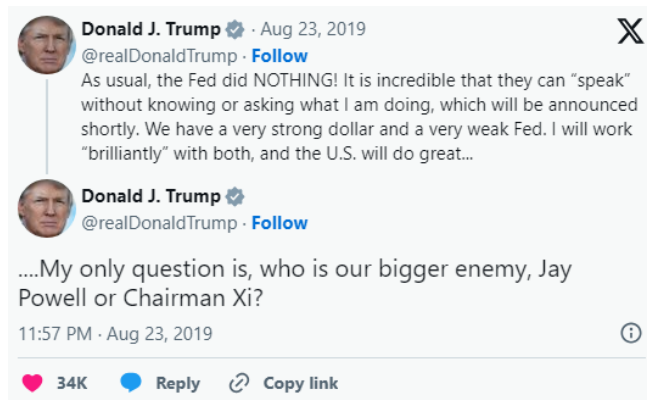 Donald J. Trump · Aug 23, 2019
@realDonaldTrump · Follow
As usual, the Fed did NOTHING! It is incredible that they can “speak”
without knowing or asking what I am doing, which will be announced
shortly. We have a very strong dollar and a very weak Fed. I will work
“brilliantly” with both, and the U.S. will do great...
Donald J. Trump
@realDonaldTrump · Follow
....My only question is, who is our bigger enemy, Jay
Powell or Chairman Xi?
11:57 PM · Aug 23, 2019
34K Reply Copy link